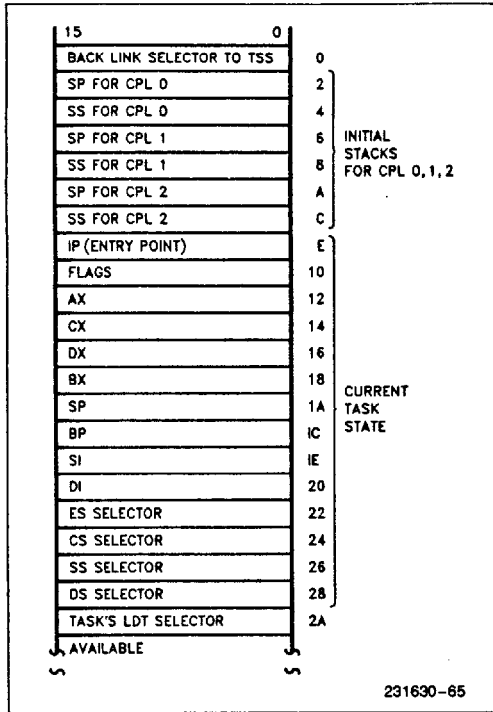 15 0
BACK LINK SELECTOR TO TSS 0
SP FOR CPL 0 2
SS FOR CPL 0 4
SP FOR CPL 1 6
SS FOR CPL 1 8
SP FOR CPL 2 A
SS FOR CPL 2 C
INITIAL
STACKS
FOR CPL 0,1,2
IP (ENTRY POINT) E
FLAGS 10
AX 12
CX 14
DX 16
BX 18
SP 1A
BP IC
SI IE
DI 20
ES SELECTOR 22
CS SELECTOR 24
SS SELECTOR 26
DS SELECTOR 28
CURRENT
TASK
STATE
TASK'S LDT SELECTOR 2A
AVAILABLE
231630-65